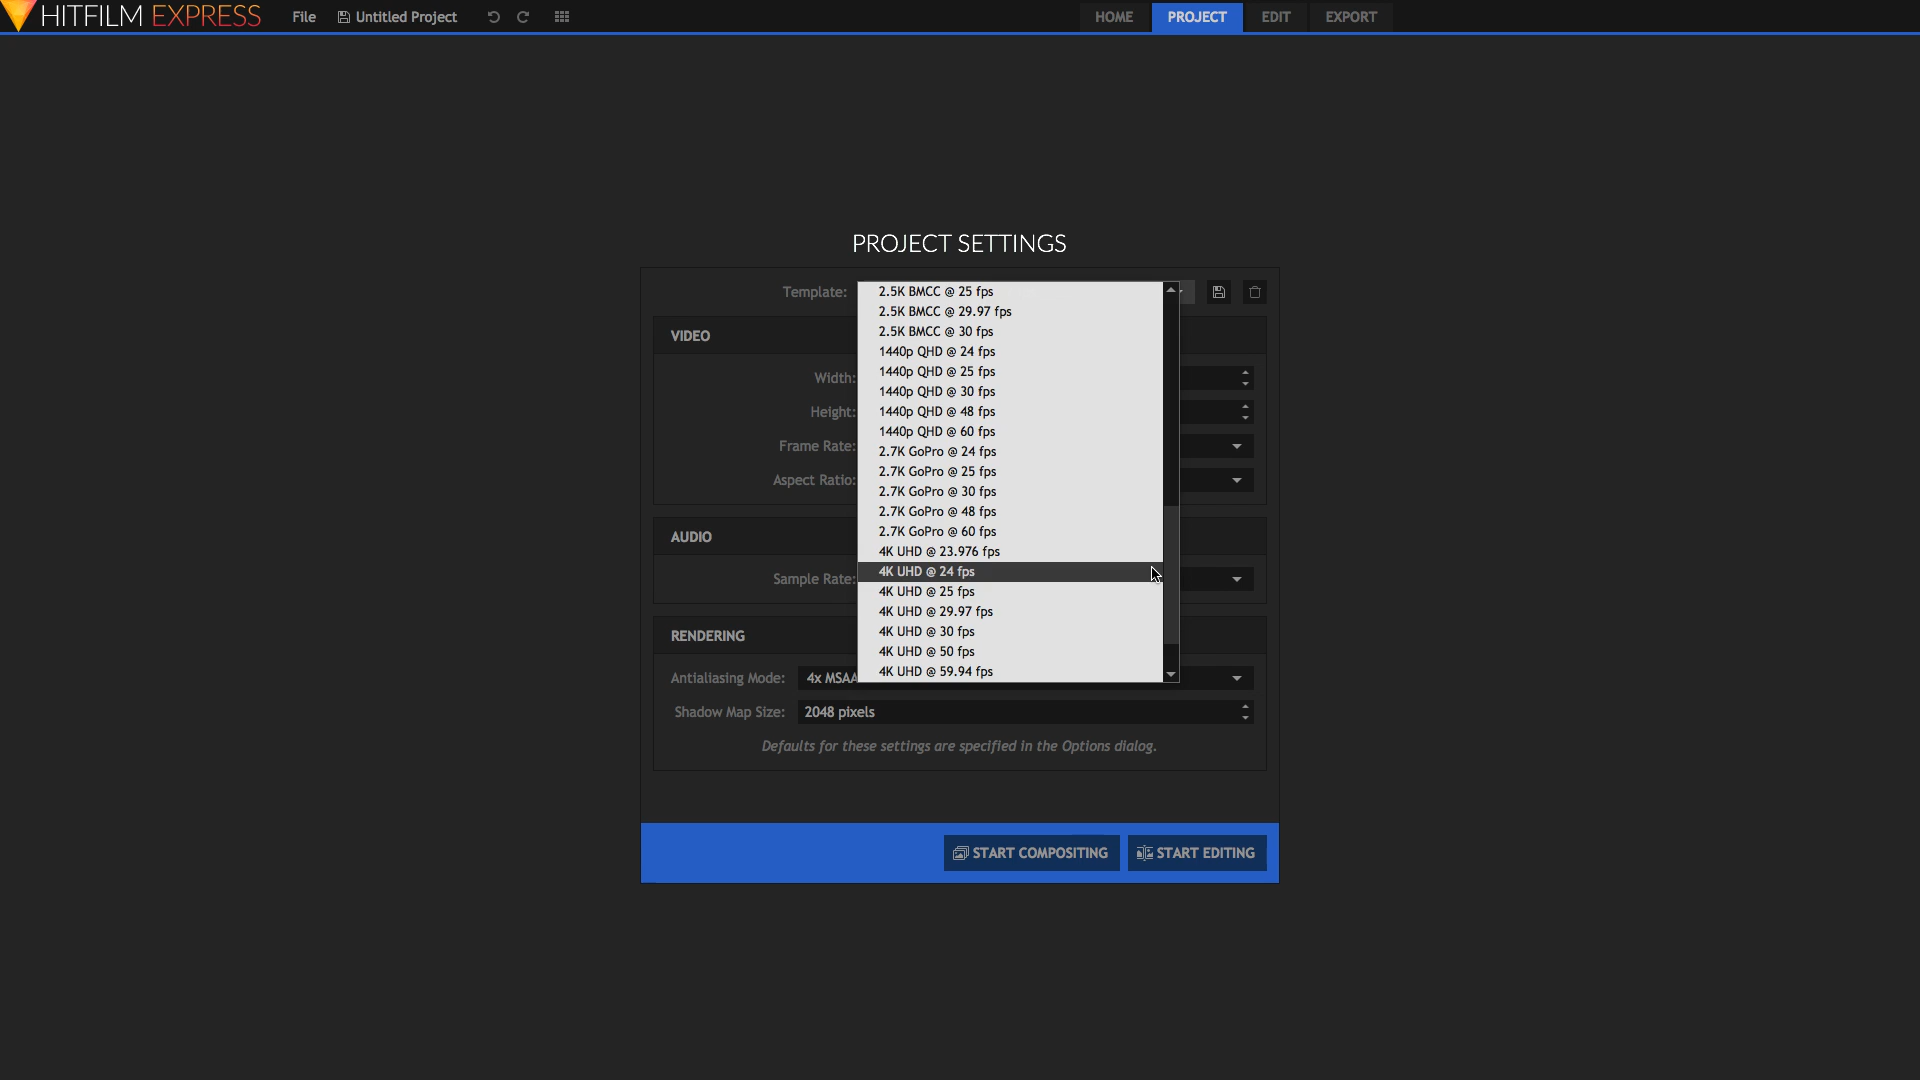 HITFILM EXPRESS File Untitled Project HOME PROJECT EDIT EXPORT
PROJECT SETTINGS
Template:
2.5K BMCC @ 25 fps
2.5K BMCC @ 29.97 fps
2.5K BMCC @ 30 fps
1440p QHD @ 24 fps
1440p QHD @ 25 fps
1440p QHD @ 30 fps
1440p QHD @ 48 fps
1440p QHD @ 60 fps
2.7K GoPro @ 24 fps
2.7K GoPro @ 25 fps
2.7K GoPro @ 30 fps
2.7K GoPro @ 48 fps
2.7K GoPro @ 60 fps
4K UHD @ 23.976 fps
4K UHD @ 24 fps
4K UHD @ 25 fps
4K UHD @ 29.97 fps
4K UHD @ 30 fps
4K UHD @ 50 fps
4K UHD @ 59.94 fps
VIDEO
Width:
Height:
Frame Rate:
Aspect Ratio:
AUDIO
Sample Rate:
RENDERING
Antialiasing Mode: 4x MSAA
Shadow Map Size: 2048 pixels
Defaults for these settings are specified in the Options dialog.
START COMPOSITING START EDITING